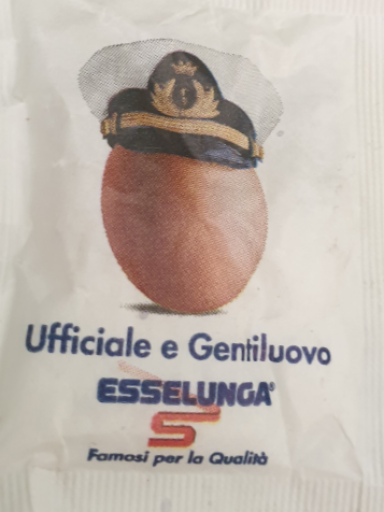 Ufficiale e Gentiluovo
ESSELUNGA®
S
Famosi per la Qualità